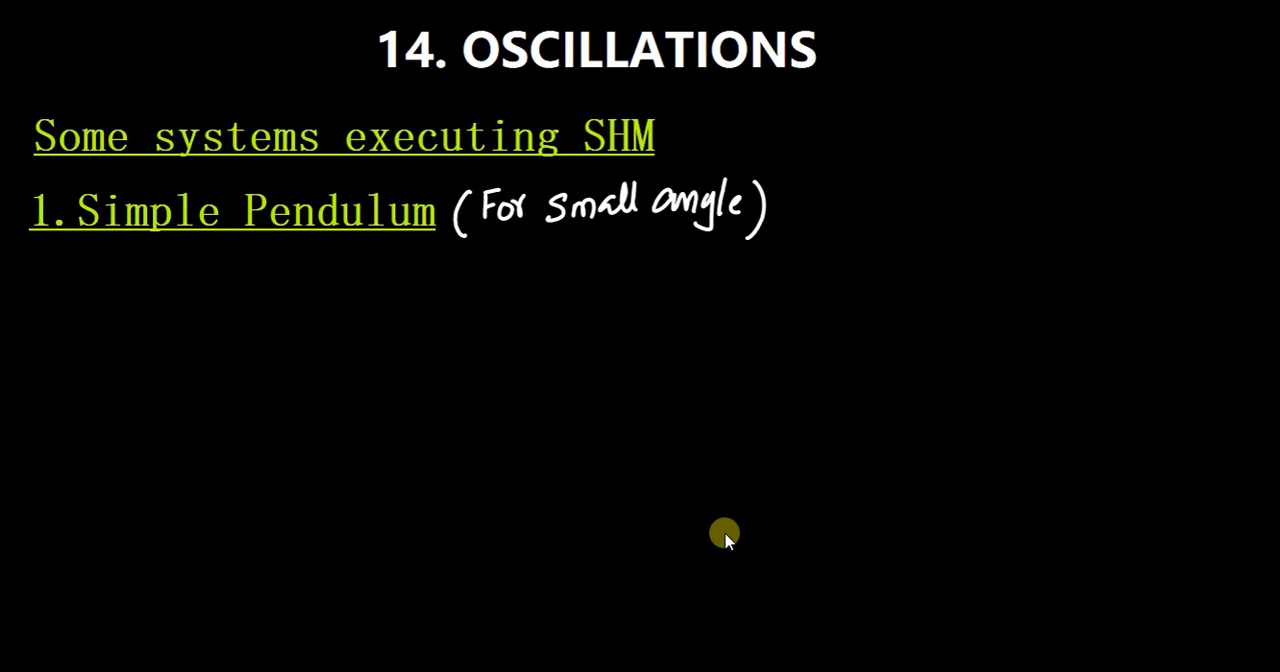 14. OSCILLATIONS
Some systems executing SHM
1.Simple Pendulum (For small angle)